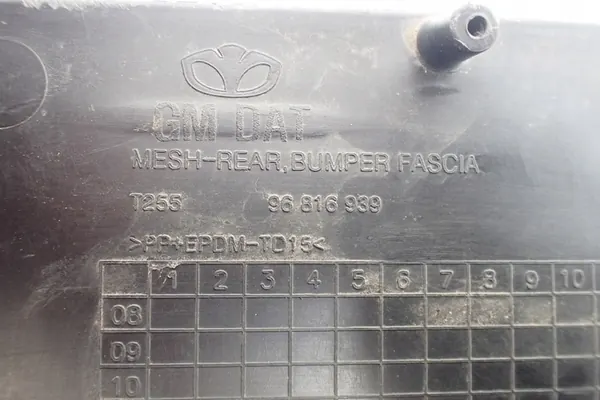 GM DAT
MESH-REAR, BUMPER FASCIA
T255 96 816 939
>PP+EPDM-TD15<
1 2 3 4 5 6 7 8 9 10
08
09
10